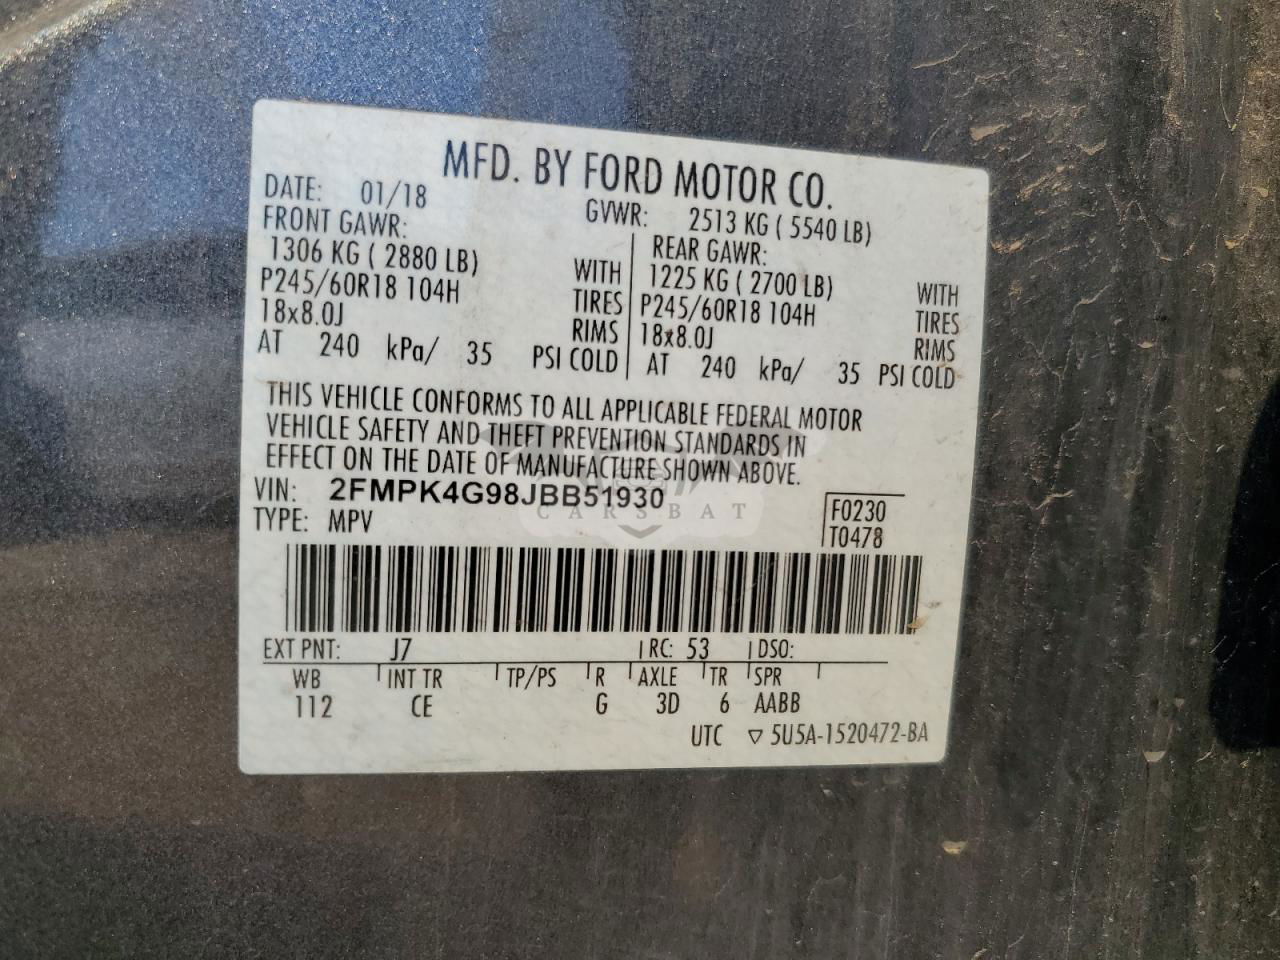 MFD. BY FORD MOTOR CO.
DATE: 01/18 GVWR: 2513 KG ( 5540 LB)
FRONT GAWR: REAR GAWR:
1306 KG ( 2880 LB) WITH 1225 KG ( 2700 LB) WITH
P245/60R18 104H TIRES P245/60R18 104H TIRES
18x8.0J RIMS 18x8.0J RIMS
AT 240 kPa/ 35 PSI COLD AT 240 kPa/ 35 PSI COLD
THIS VEHICLE CONFORMS TO ALL APPLICABLE FEDERAL MOTOR
VEHICLE SAFETY AND THEFT PREVENTION STANDARDS IN
EFFECT ON THE DATE OF MANUFACTURE SHOWN ABOVE.
VIN: 2FMPK4G98JBB51930 F0230
CARSBAT
TYPE: MPV T0478
EXT PNT: J7 RC: 53 DSO:
WB INT TR TP/PS R AXLE TR SPR
112 CE G 3D 6 AABB
UTC ▽ 5U5A-1520472-BA